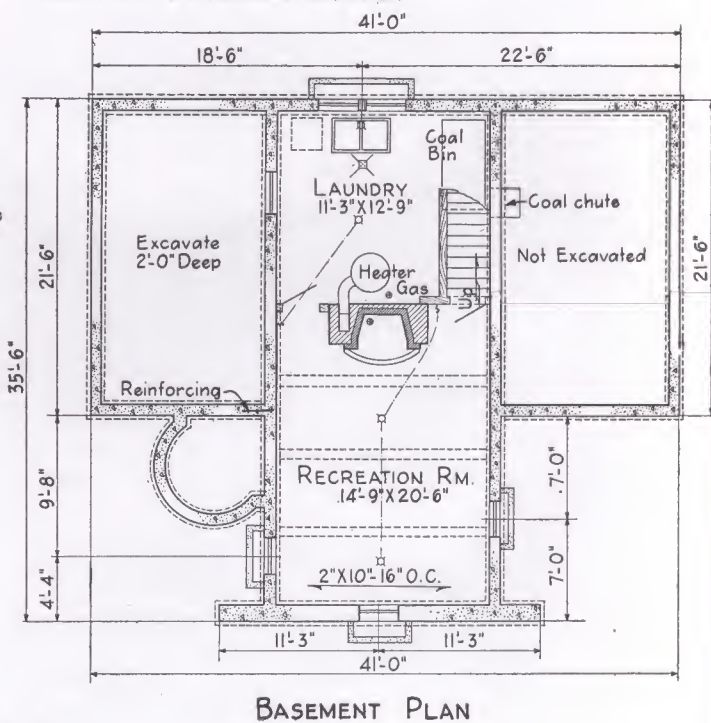 41'-0"
18'-6"
22'-6"
Coal
Bin
LAUNDRY
11'-3"X12'-9"
Coal chute
Excavate
2'-0" Deep
Not Excavated
21'-6"
21'-6"
35'-6"
Heater
Gas
Up
Reinforcing
RECREATION RM.
14'-9"X20'-6"
9'-8"
7'-0"
2"X10"-16" O.C.
4'-4"
7'-0"
11'-3"
11'-3"
41'-0"
BASEMENT PLAN